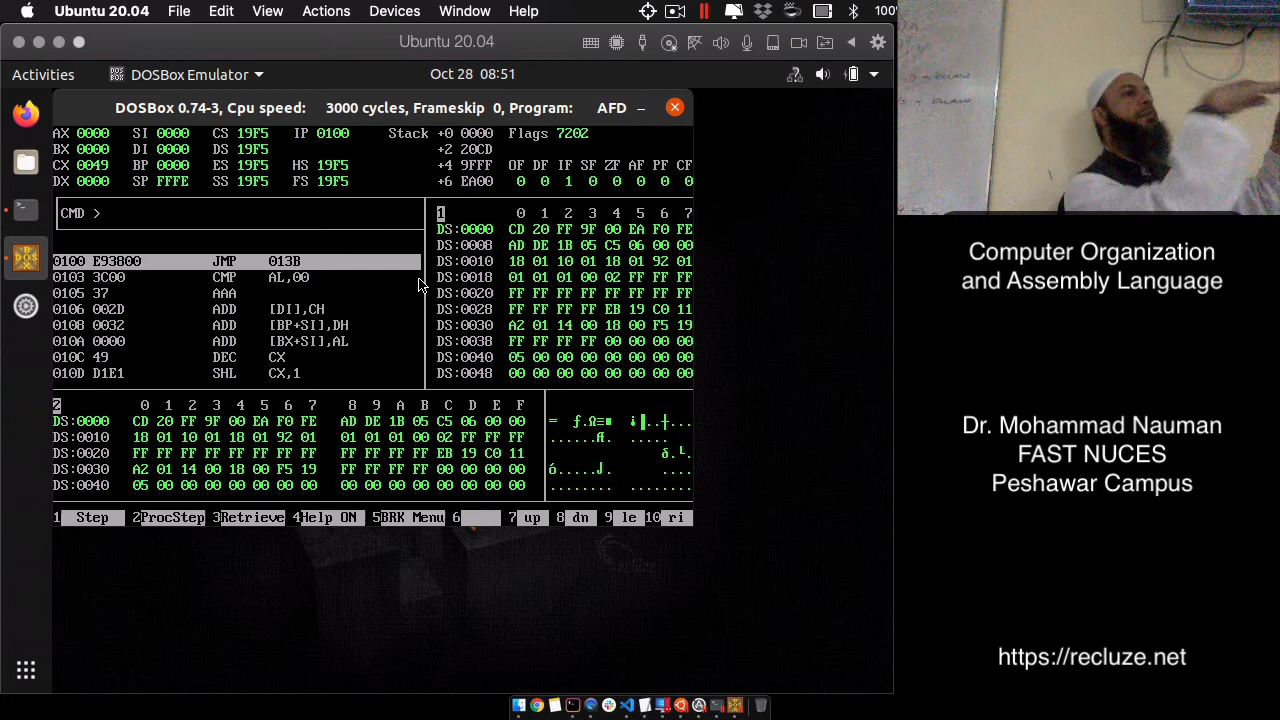 Ubuntu 20.04 File Edit View Actions Devices Window Help 100%
Ubuntu 20.04
Activities DOSBox Emulator Oct 28 08:51
DOSBox 0.74-3, Cpu speed: 3000 cycles, Frameskip 0, Program: AFD
AX 0000 SI 0000 CS 19F5 IP 0100 Stack +0 0000 Flags 7202
BX 0000 DI 0000 DS 19F5 +2 20CD
CX 0049 BP 0000 ES 19F5 HS 19F5 +4 9FFF OF DF IF SF ZF AF PF CF
DX 0000 SP FFFE SS 19F5 FS 19F5 +6 EA00 0 0 1 0 0 0 0 0
CMD >
0100 E93800 JMP 013B
0103 3C00 CMP AL,00
0105 37 AAA
0106 002D ADD [DI],CH
0108 0032 ADD [BP+SI],DH
010A 0000 ADD [BX+SI],AL
010C 49 DEC CX
010D D1E1 SHL CX,1
1 0 1 2 3 4 5 6 7
DS:0000 CD 20 FF 9F 00 EA F0 FE
DS:0008 AD DE 1B 05 C5 06 00 00
DS:0010 18 01 10 01 18 01 92 01
DS:0018 01 01 01 00 02 FF FF FF
DS:0020 FF FF FF FF FF FF FF FF
DS:0028 FF FF FF FF EB 19 C0 11
DS:0030 A2 01 14 00 18 00 F5 19
DS:0038 FF FF FF FF 00 00 00 00
DS:0040 05 00 00 00 00 00 00 00
DS:0048 00 00 00 00 00 00 00 00
2 0 1 2 3 4 5 6 7 8 9 A B C D E F
DS:0000 CD 20 FF 9F 00 EA F0 FE AD DE 1B 05 C5 06 00 00
DS:0010 18 01 10 01 18 01 92 01 01 01 01 00 02 FF FF FF
DS:0020 FF FF FF FF FF FF FF FF FF FF FF FF EB 19 C0 11
DS:0030 A2 01 14 00 18 00 F5 19 FF FF FF FF 00 00 00 00
DS:0040 05 00 00 00 00 00 00 00 00 00 00 00 00 00 00 00
1 Step 2ProcStep 3Retrieve 4Help ON 5BRK Menu 6 7 up 8 dn 9 le 10 ri
Computer Organization
and Assembly Language
Dr. Mohammad Nauman
FAST NUCES
Peshawar Campus
https://recluze.net